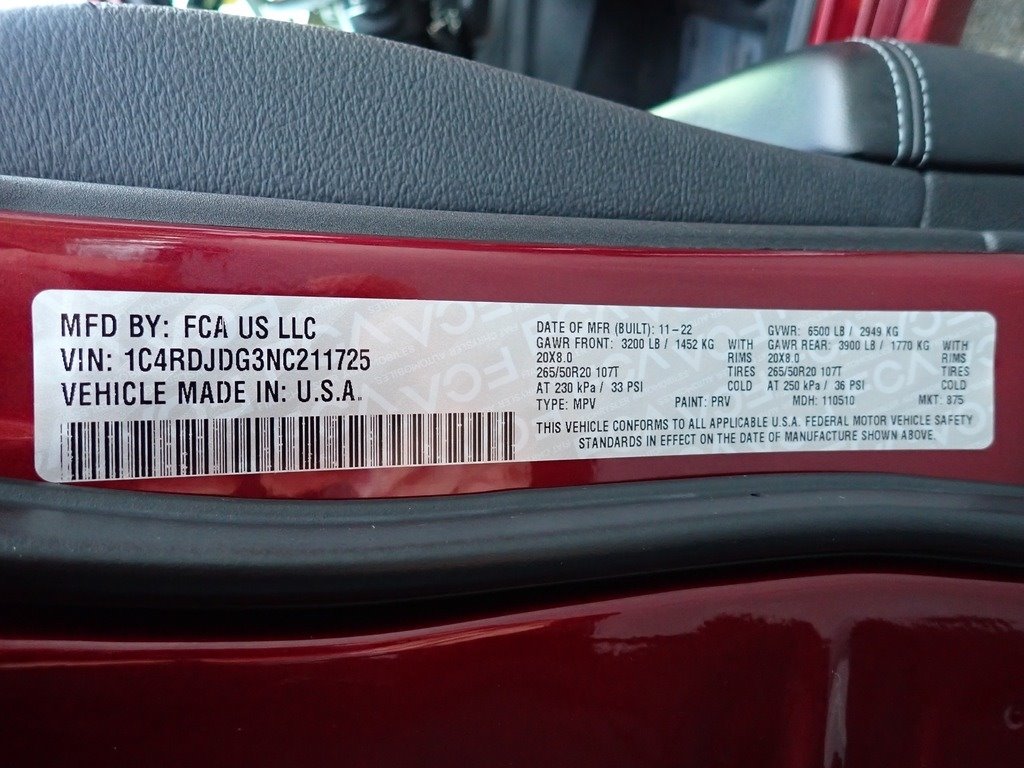 MFD BY: FCA US LLC
VIN: 1C4RDJDG3NC211725
VEHICLE MADE IN: U.S.A.
DATE OF MFR (BUILT): 11-22 GVWR: 6500 LB / 2949 KG
GAWR FRONT: 3200 LB / 1452 KG WITH GAWR REAR: 3900 LB / 1770 KG WITH
20X8.0 RIMS 20X8.0 RIMS
265/50R20 107T TIRES 265/50R20 107T TIRES
AT 230 kPa / 33 PSI COLD AT 250 kPa / 36 PSI COLD
TYPE: MPV PAINT: PRV MDH: 110510 MKT: 875
THIS VEHICLE CONFORMS TO ALL APPLICABLE U.S.A. FEDERAL MOTOR VEHICLE SAFETY
STANDARDS IN EFFECT ON THE DATE OF MANUFACTURE SHOWN ABOVE.